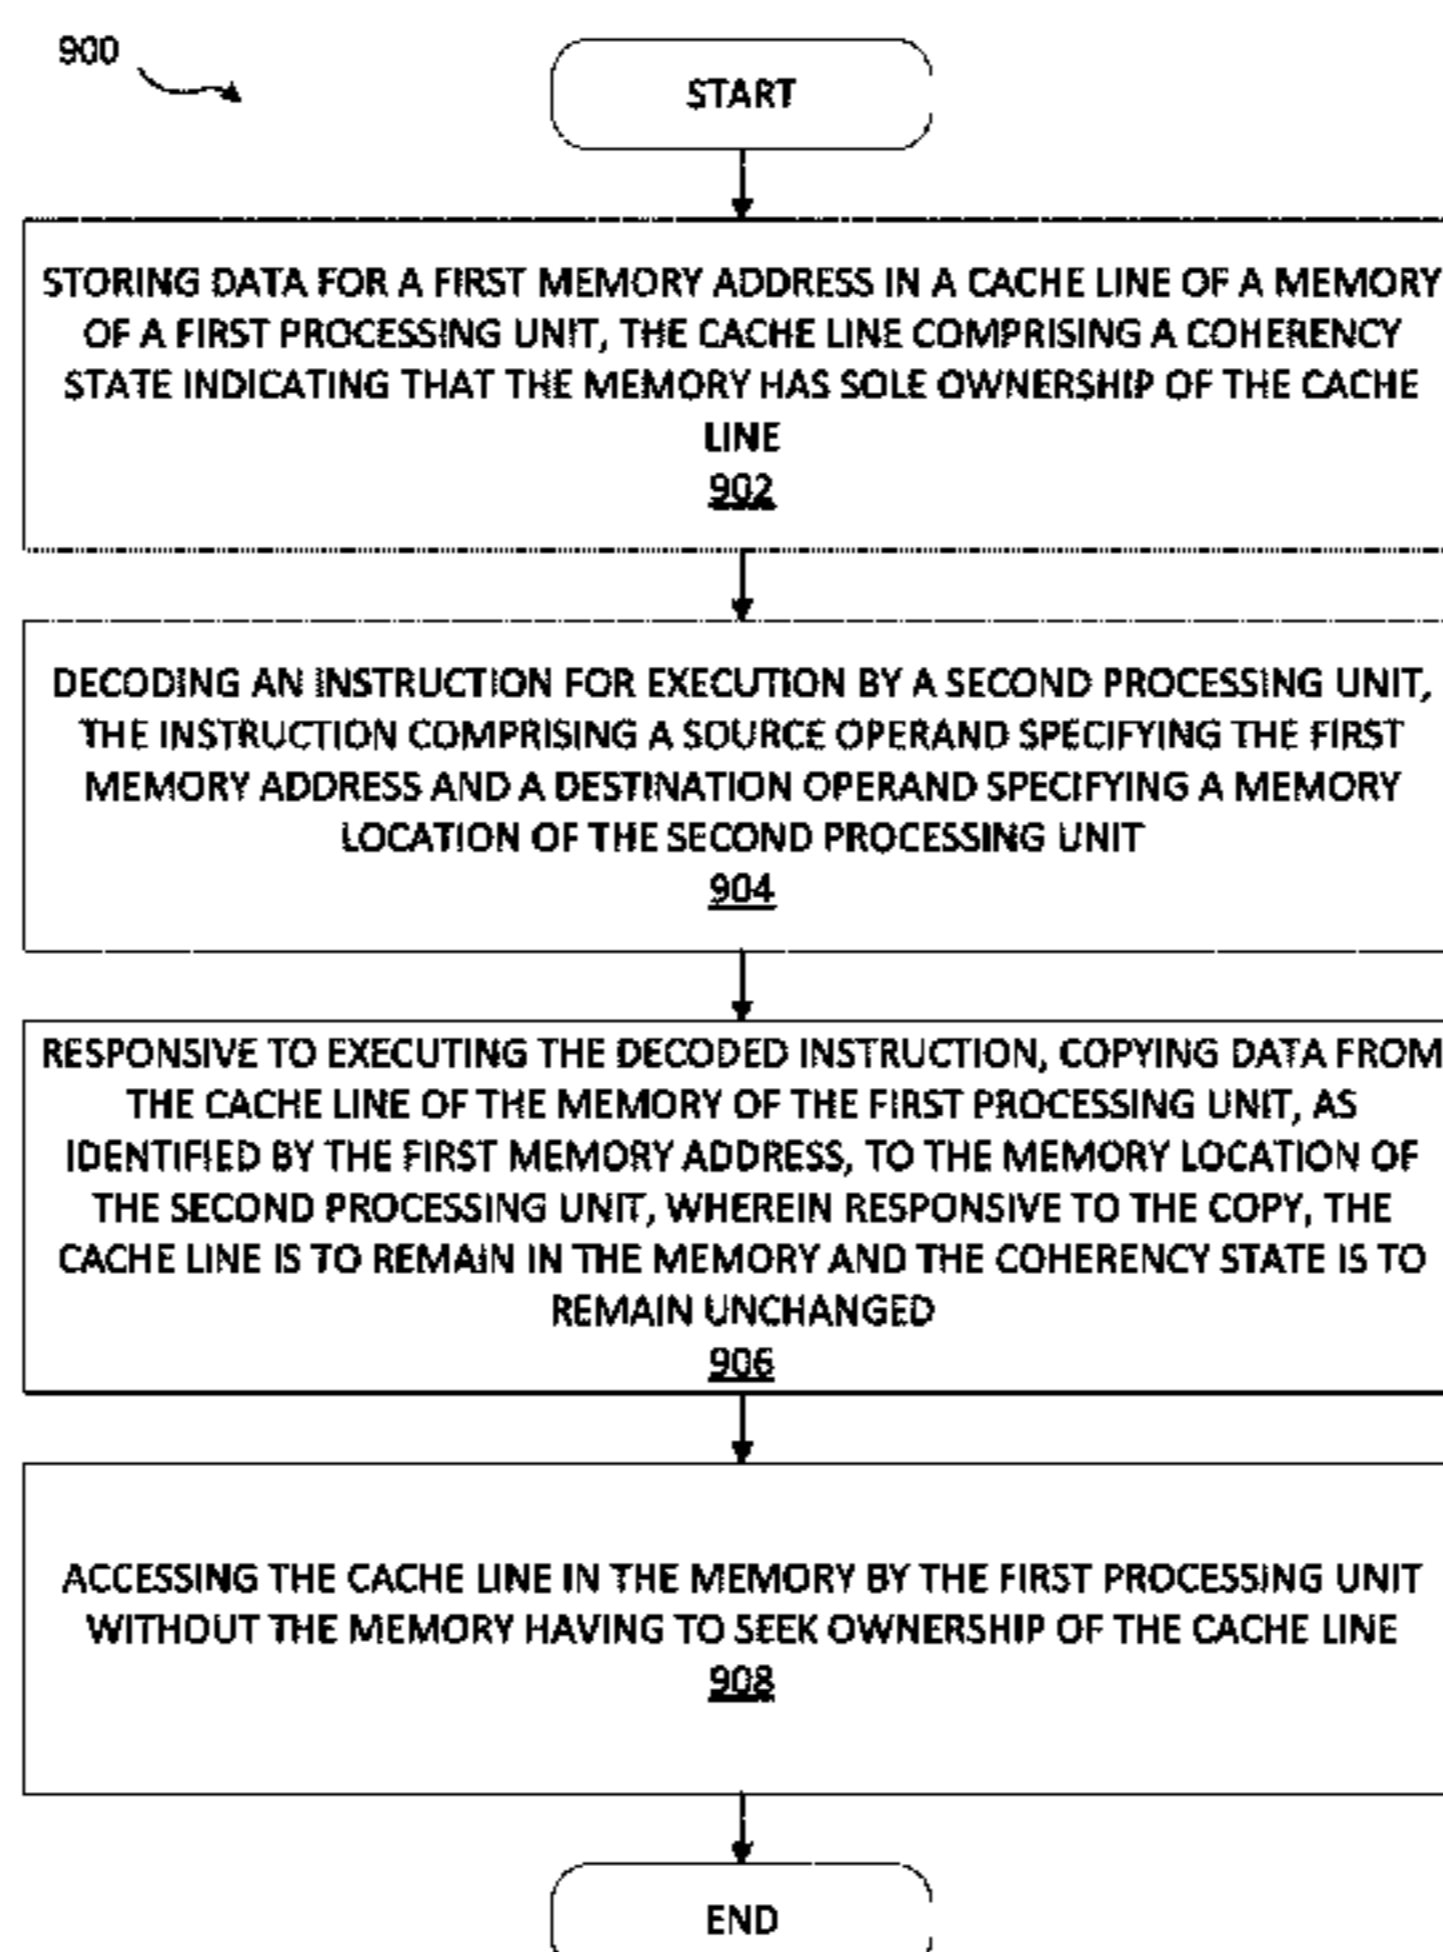 900
START
STORING DATA FOR A FIRST MEMORY ADDRESS IN A CACHE LINE OF A MEMORY
OF A FIRST PROCESSING UNIT, THE CACHE LINE COMPRISING A COHERENCY
STATE INDICATING THAT THE MEMORY HAS SOLE OWNERSHIP OF THE CACHE
LINE
902
DECODING AN INSTRUCTION FOR EXECUTION BY A SECOND PROCESSING UNIT,
THE INSTRUCTION COMPRISING A SOURCE OPERAND SPECIFYING THE FIRST
MEMORY ADDRESS AND A DESTINATION OPERAND SPECIFYING A MEMORY
LOCATION OF THE SECOND PROCESSING UNIT
904
RESPONSIVE TO EXECUTING THE DECODED INSTRUCTION, COPYING DATA FROM
THE CACHE LINE OF THE MEMORY OF THE FIRST PROCESSING UNIT, AS
IDENTIFIED BY THE FIRST MEMORY ADDRESS, TO THE MEMORY LOCATION OF
THE SECOND PROCESSING UNIT, WHEREIN RESPONSIVE TO THE COPY, THE
CACHE LINE IS TO REMAIN IN THE MEMORY AND THE COHERENCY STATE IS TO
REMAIN UNCHANGED
906
ACCESSING THE CACHE LINE IN THE MEMORY BY THE FIRST PROCESSING UNIT
WITHOUT THE MEMORY HAVING TO SEEK OWNERSHIP OF THE CACHE LINE
908
END